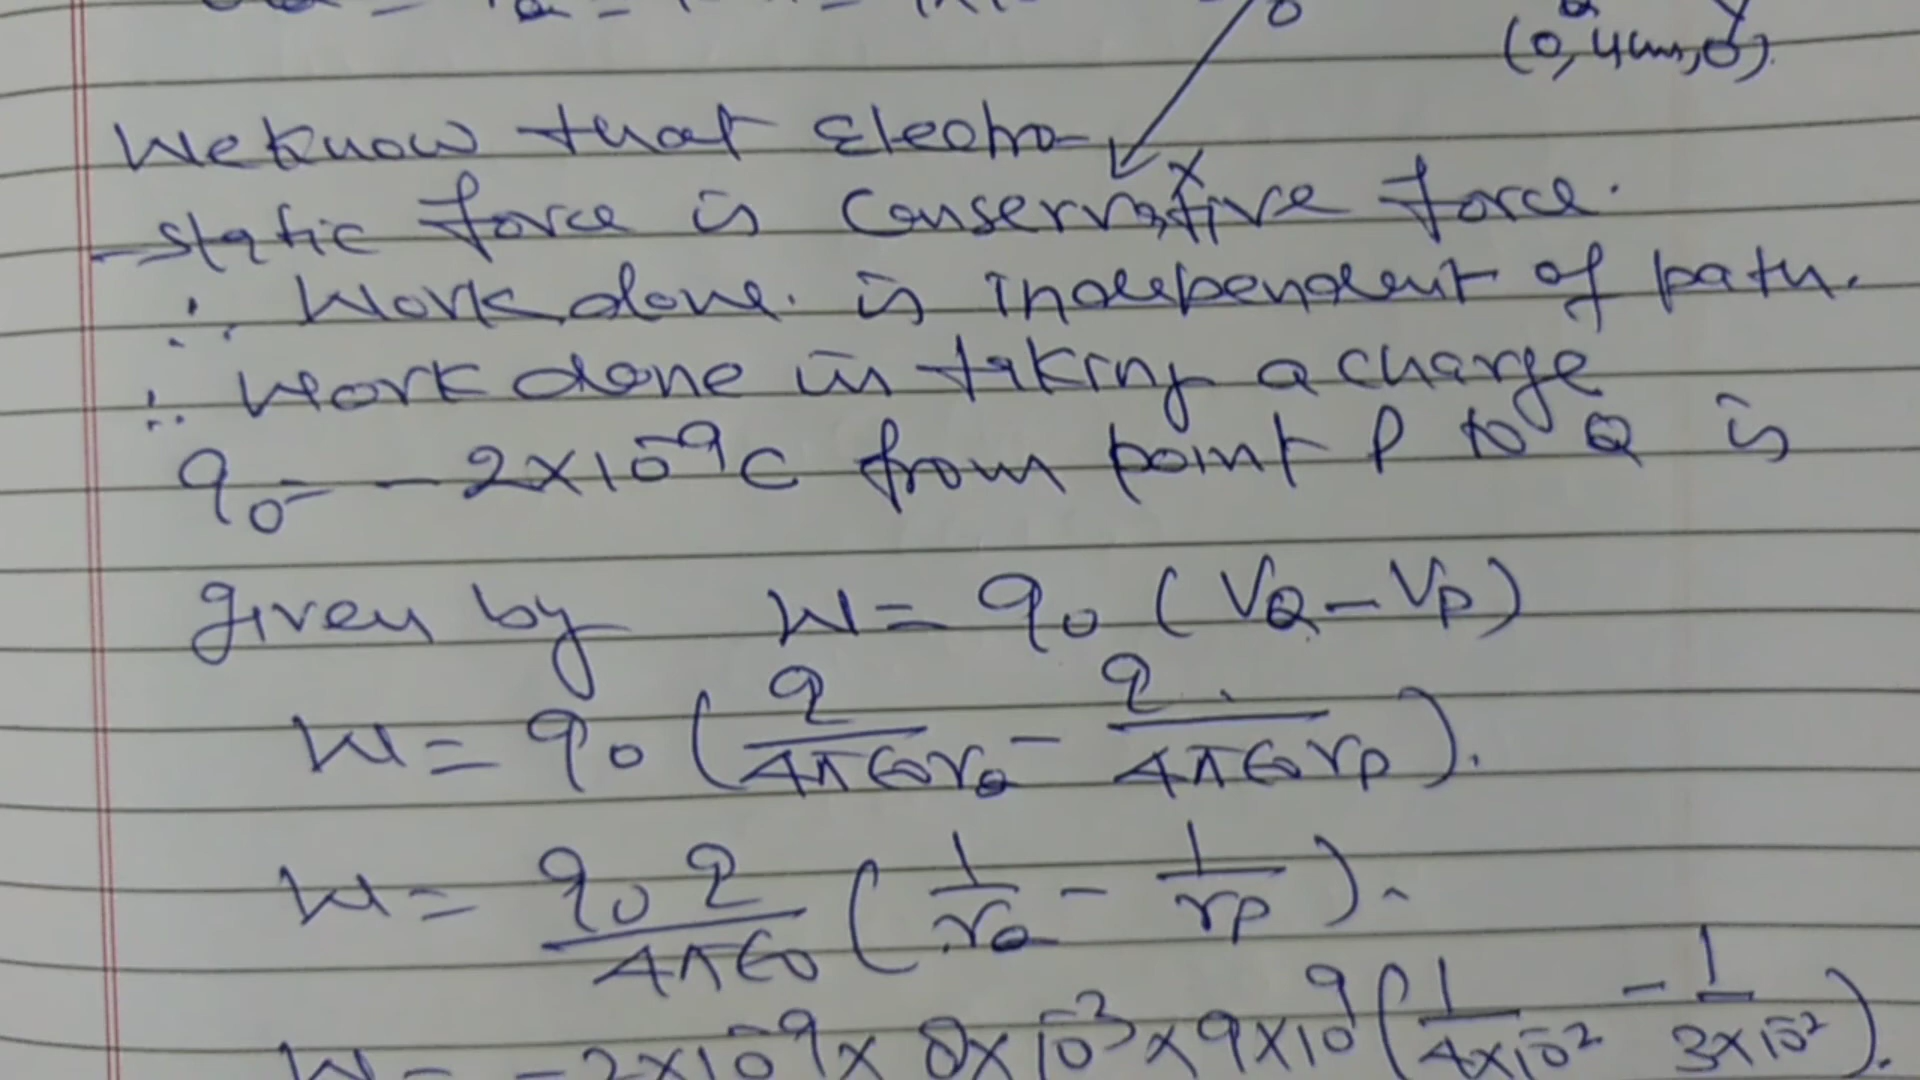 (0, 4cm, 0)
We know that Electro-
x
-static force is Conservative force.
∴ Work done. is independent of path.
∴ Work done in taking a charge
q₀ = -2×10⁻⁹C from point P to Q is
given by W = q₀ (V_Q - V_P)
W = q₀ (q/4πϵ₀r_Q - q/4πϵ₀r_P).
W = q₀q/4πϵ₀ (1/r_Q - 1/r_P).
W = -2×10⁻⁹ × 8×10⁻³ × 9×10⁹ (1/4×10⁻² - 1/3×10⁻²).